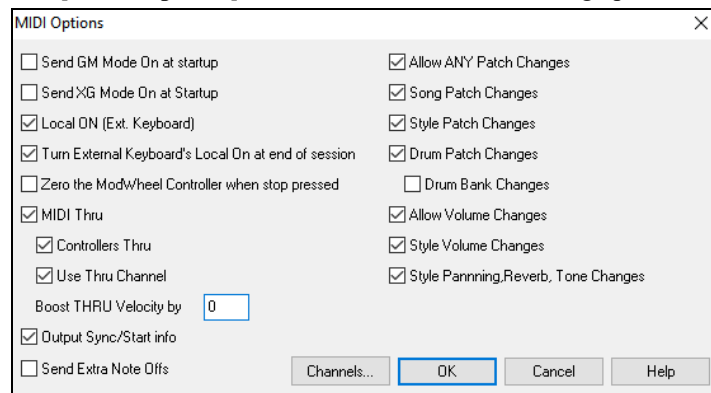 MIDI Options
Send GM Mode On at startup
Send XG Mode On at Startup
Local ON (Ext. Keyboard)
Turn External Keyboard's Local On at end of session
Zero the ModWheel Controller when stop pressed
MIDI Thru
Controllers Thru
Use Thru Channel
Boost THRU Velocity by 0
Output Sync/Start info
Send Extra Note Offs
Allow ANY Patch Changes
Song Patch Changes
Style Patch Changes
Drum Patch Changes
Drum Bank Changes
Allow Volume Changes
Style Volume Changes
Style Pannning,Reverb, Tone Changes
Channels... OK Cancel Help